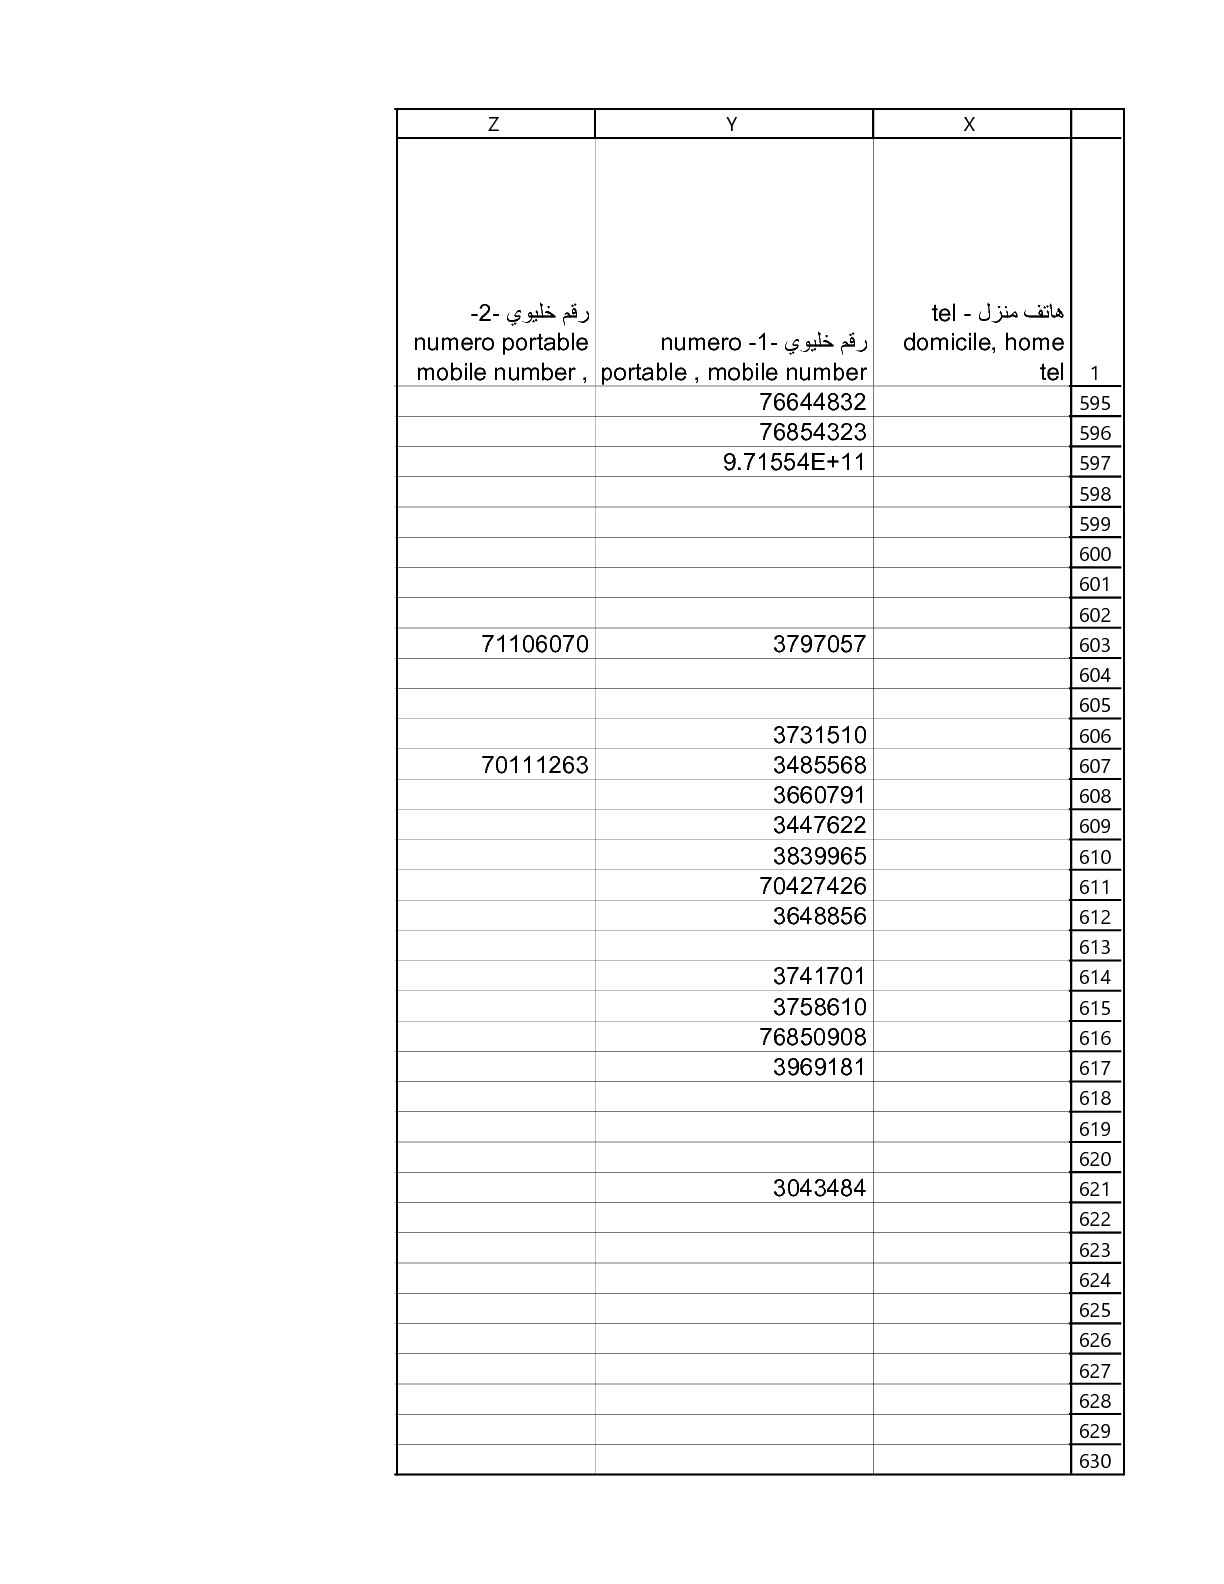 Z Y X
رقم خليوي -2-
numero portable
mobile number ,
رقم خليوي -1- numero
portable , mobile number
هاتف منزل - tel
domicile, home
tel
1
76644832 595
76854323 596
9.71554E+11 597
598
599
600
601
602
71106070 3797057 603
604
605
3731510 606
70111263 3485568 607
3660791 608
3447622 609
3839965 610
70427426 611
3648856 612
613
3741701 614
3758610 615
76850908 616
3969181 617
618
619
620
3043484 621
622
623
624
625
626
627
628
629
630